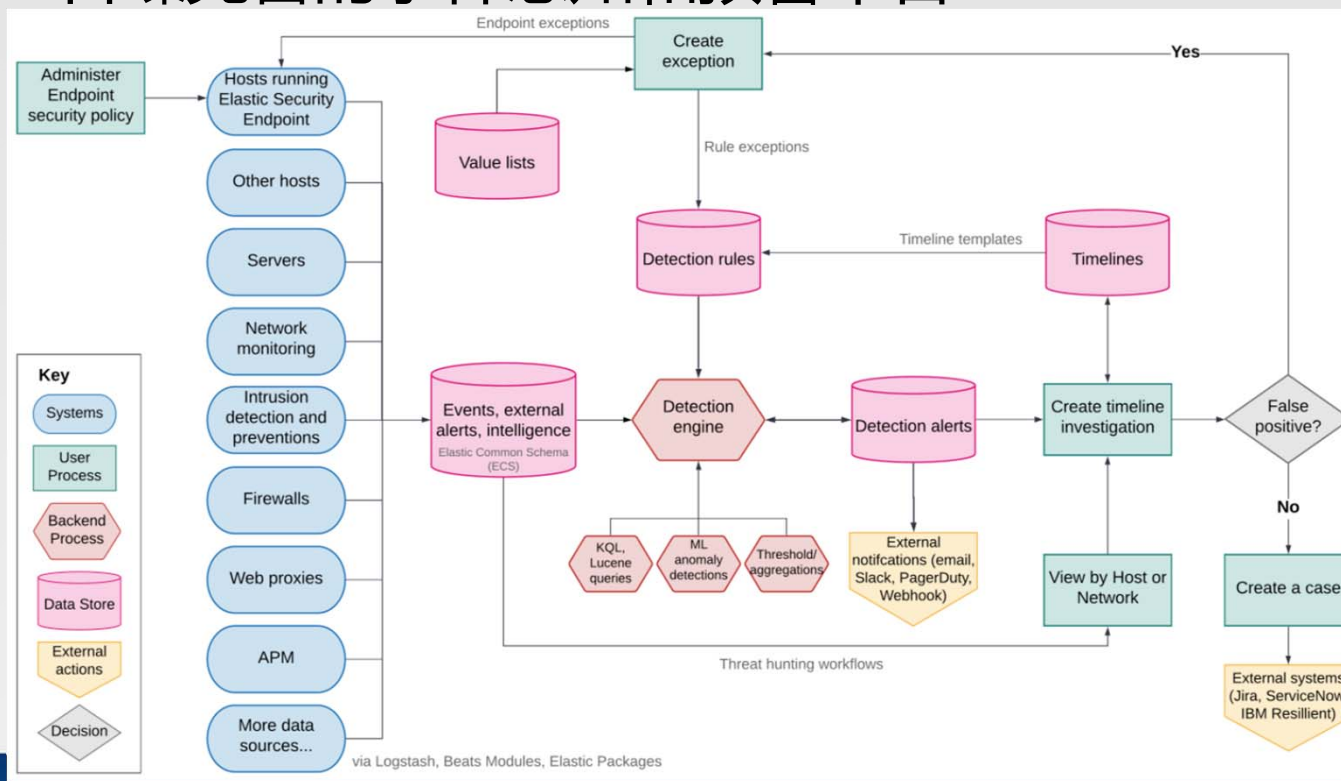 Endpoint exceptions
Create
exception
Yes
Administer
Endpoint
security policy
Hosts running
Elastic Security
Endpoint
Value lists
Rule exceptions
Other hosts
Servers
Detection rules
Timeline templates
Timelines
Network
monitoring
Key
Systems
User
Process
Backend
Process
Data Store
External
actions
Decision
Intrusion
detection and
preventions
Events, external
alerts, intelligence
Elastic Common Schema
(ECS)
Detection
engine
Detection alerts
Create timeline
investigation
False
positive?
Firewalls
No
KQL,
Lucene
queries
ML
anomaly
detections
Threshold/
aggregations
External
notifcations (email,
Slack, PagerDuty,
Webhook)
View by Host or
Network
Create a case
Web proxies
APM
Threat hunting workflows
External systems
(Jira, ServiceNow
IBM Resillient)
More data
sources...
via Logstash, Beats Modules, Elastic Packages